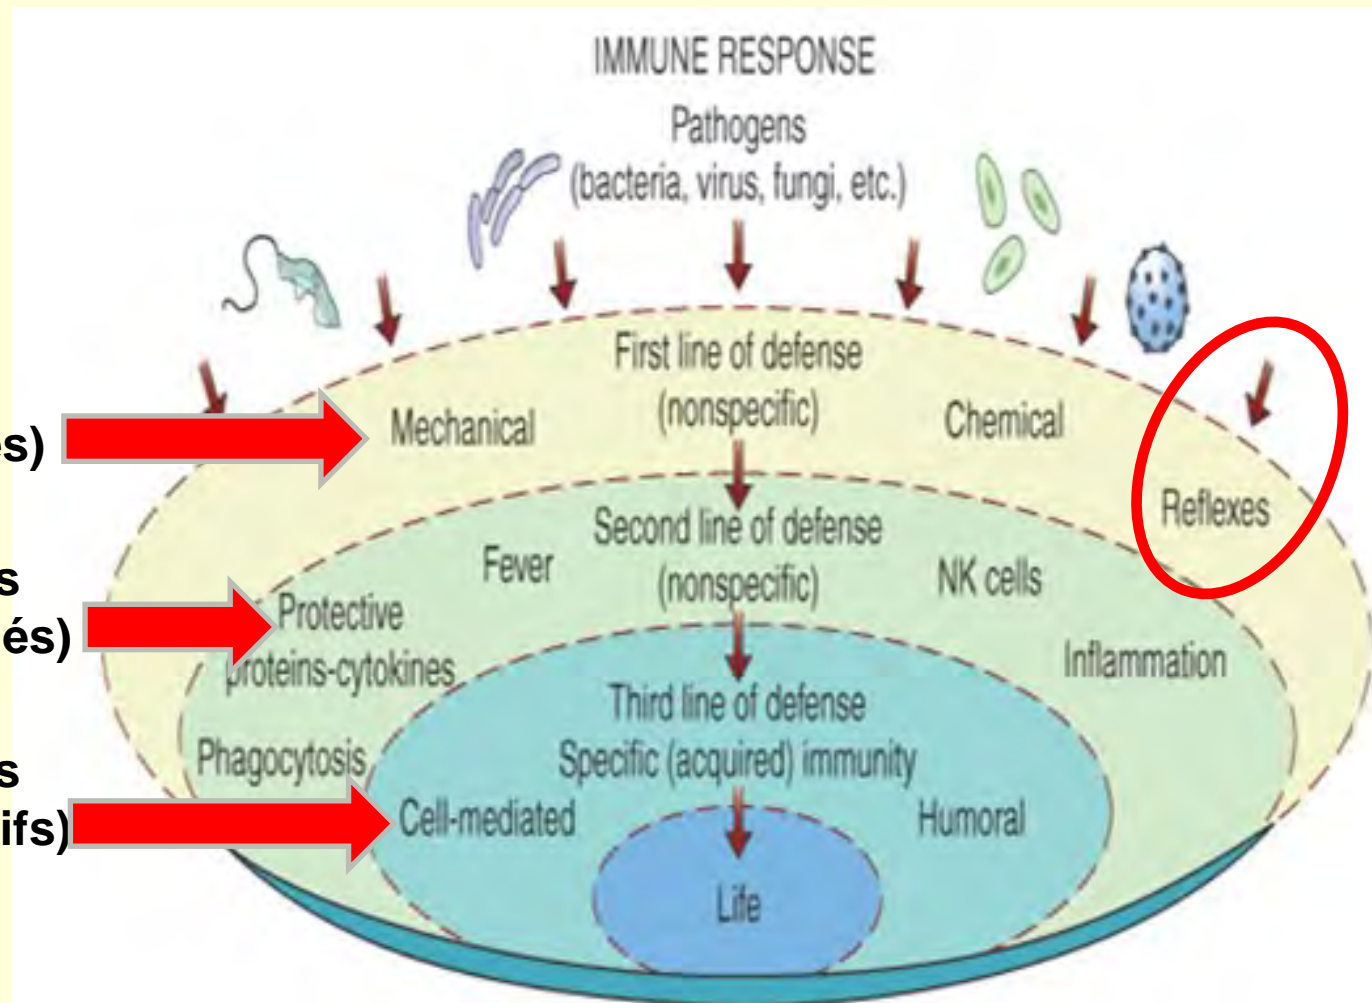 IMMUNE RESPONSE
Pathogens
(bacteria, virus, fungi, etc.)
First line of defense
(nonspecific)
Mechanical
Chemical
Reflexes
és)
Second line of defense
(nonspecific)
Fever
NK cells
s
és)
Protective
proteins-cytokines
Inflammation
Third line of defense
Specific (acquired) immunity
Phagocytosis
s
ifs)
Cell-mediated
Humoral
Life